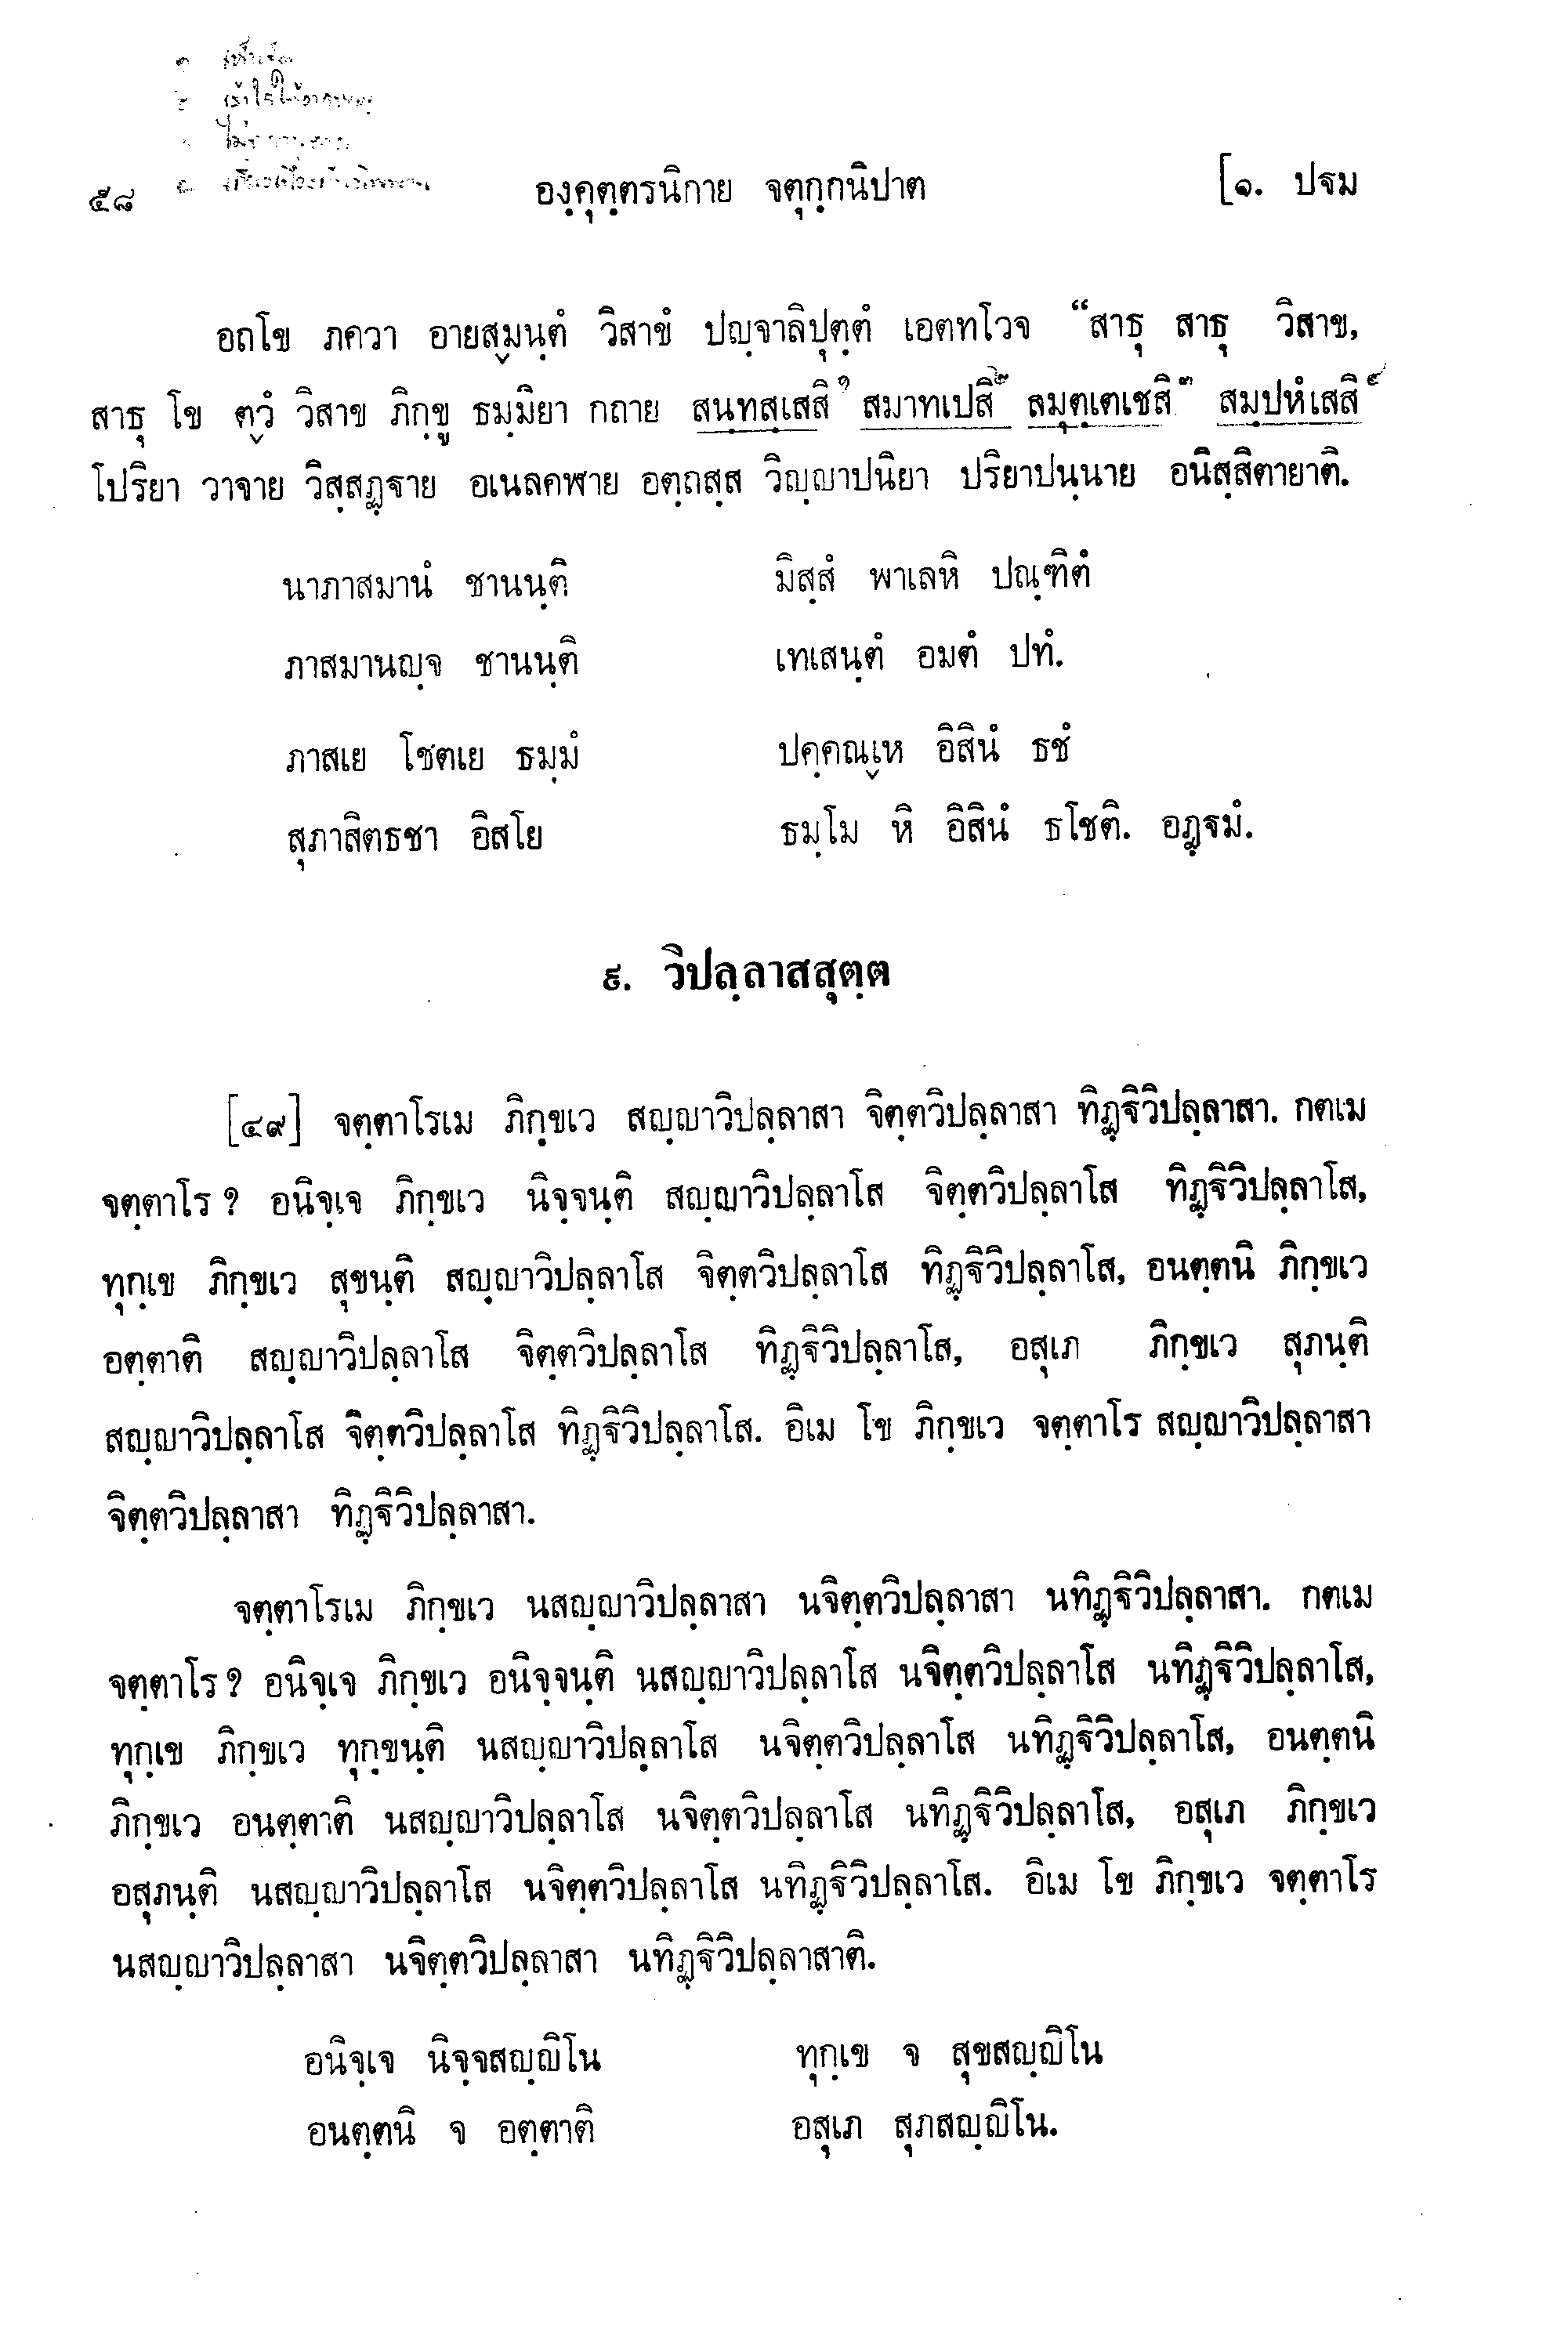 ๕๘ องฺคุตฺตรนิกาย จตุกฺกนิปาต [๑. ปฐม
อถโข ภควา อายสฺมนฺตํ วิสาขํ ปญฺจาลิปุตฺตํ เอตทโวจ “สาธุ สาธุ วิสาข,
สาธุ โข ตฺวํ วิสาข ภิกฺขู ธมฺมิยา กถาย สนฺทสฺเสสิ๑ สมาทเปสิ๒ สมุตฺเตเชสิ๓ สมฺปหํเสสิ๔
โปริยา วาจาย วิสฺสฏฺฐาย อเนลคฬาย อตฺถสฺส วิญฺญาปนิยา ปริยาปนฺนาย อนิสฺสิตายาติ.
นาภาสมานํ ชานนฺติ มิสฺสํ พาเลหิ ปณฺฑิตํ
ภาสมานญฺจ ชานนฺติ เทเสนฺตํ อมตํ ปทํ.
ภาสเย โชตเย ธมฺมํ ปคฺคณฺเห อิสินํ ธชํ
สุภาสิตธชา อิสโย ธมฺโม หิ อิสินํ ธโชติ. อฏฺฐมํ.
๙. วิปลฺลาสสุตฺต
[๔๙] จตฺตาโรเม ภิกฺขเว สญฺญาวิปลฺลาสา จิตฺตวิปลฺลาสา ทิฏฺฐิวิปลฺลาสา. กตเม
จตฺตาโร ? อนิจฺเจ ภิกฺขเว นิจฺจนฺติ สญฺญาวิปลฺลาโส จิตฺตวิปลฺลาโส ทิฏฺฐิวิปลฺลาโส,
ทุกฺเข ภิกฺขเว สุขนฺติ สญฺญาวิปลฺลาโส จิตฺตวิปลฺลาโส ทิฏฺฐิวิปลฺลาโส, อนตฺตนิ ภิกฺขเว
อตฺตาติ สญฺญาวิปลฺลาโส จิตฺตวิปลฺลาโส ทิฏฺฐิวิปลฺลาโส, อสุเภ ภิกฺขเว สุภนฺติ
สญฺญาวิปลฺลาโส จิตฺตวิปลฺลาโส ทิฏฺฐิวิปลฺลาโส. อิเม โข ภิกฺขเว จตฺตาโร สญฺญาวิปลฺลาสา
จิตฺตวิปลฺลาสา ทิฏฺฐิวิปลฺลาสา.
จตฺตาโรเม ภิกฺขเว นสญฺญาวิปลฺลาสา นจิตฺตวิปลฺลาสา นทิฏฺฐิวิปลฺลาสา. กตเม
จตฺตาโร ? อนิจฺเจ ภิกฺขเว อนิจฺจนฺติ นสญฺญาวิปลฺลาโส นจิตฺตวิปลฺลาโส นทิฏฺฐิวิปลฺลาโส,
ทุกฺเข ภิกฺขเว ทุกฺขนฺติ นสญฺญาวิปลฺลาโส นจิตฺตวิปลฺลาโส นทิฏฺฐิวิปลฺลาโส, อนตฺตนิ
ภิกฺขเว อนตฺตาติ นสญฺญาวิปลฺลาโส นจิตฺตวิปลฺลาโส นทิฏฺฐิวิปลฺลาโส, อสุเภ ภิกฺขเว
อสุภนฺติ นสญฺญาวิปลฺลาโส นจิตฺตวิปลฺลาโส นทิฏฺฐิวิปลฺลาโส. อิเม โข ภิกฺขเว จตฺตาโร
นสญฺญาวิปลฺลาสา นจิตฺตวิปลฺลาสา นทิฏฺฐิวิปลฺลาสาติ.
อนิจฺเจ นิจฺจสญฺญิโน ทุกฺเข จ สุขสญฺญิโน
อนตฺตนิ จ อตฺตาติ อสุเภ สุภสญฺญิโน.